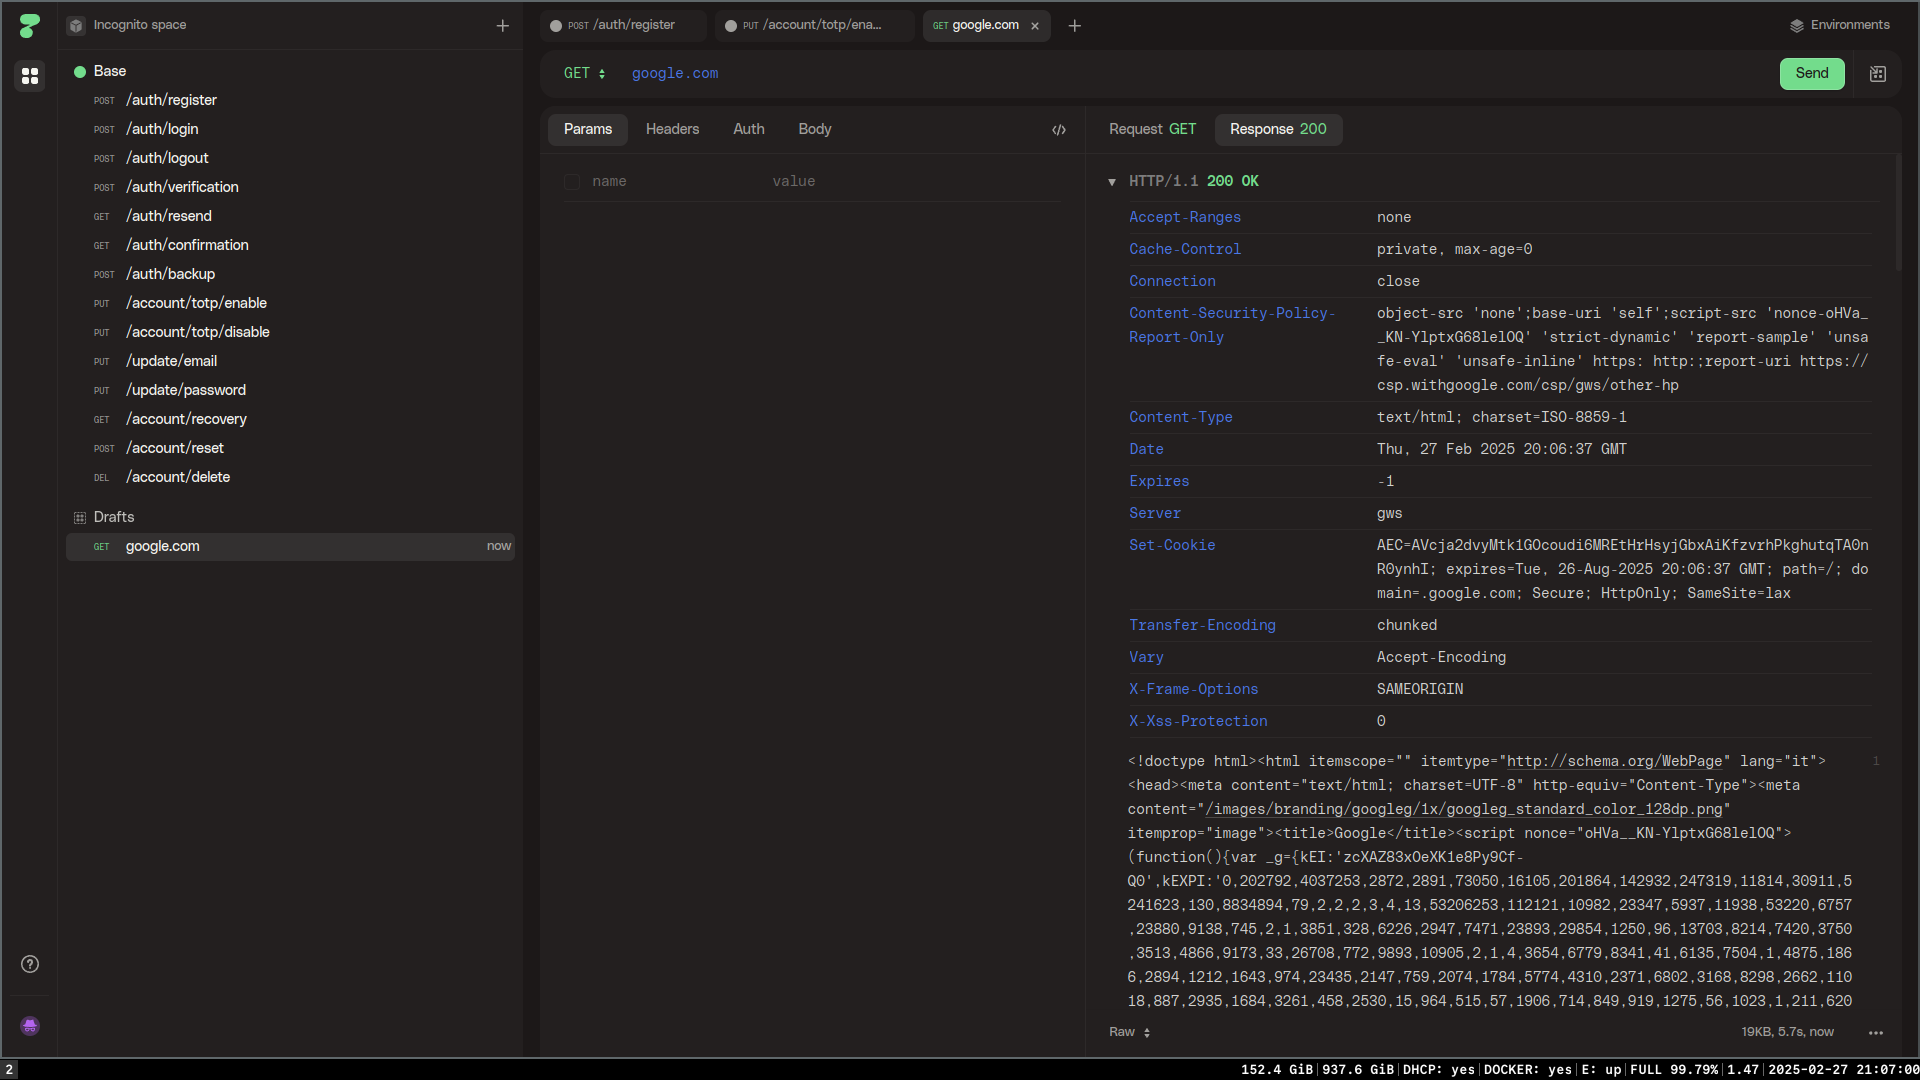 Incognito space
POST /auth/register
PUT /account/totp/ena...
GET google.com
Environments
Base
POST /auth/register
POST /auth/login
POST /auth/logout
POST /auth/verification
GET /auth/resend
GET /auth/confirmation
POST /auth/backup
PUT /account/totp/enable
PUT /account/totp/disable
PUT /update/email
PUT /update/password
GET /account/recovery
POST /account/reset
DEL /account/delete
Drafts
GET google.com now
GET google.com Send
Params Headers Auth Body </>
name value
Request GET Response 200
HTTP/1.1 200 OK
Accept-Ranges none
Cache-Control private, max-age=0
Connection close
Content-Security-Policy- object-src 'none';base-uri 'self';script-src 'nonce-oHVa_
Report-Only _KN-YlptxG68lelOQ' 'strict-dynamic' 'report-sample' 'unsa
fe-eval' 'unsafe-inline' https: http:;report-uri https://
csp.withgoogle.com/csp/gws/other-hp
Content-Type text/html; charset=ISO-8859-1
Date Thu, 27 Feb 2025 20:06:37 GMT
Expires -1
Server gws
Set-Cookie AEC=AVcja2dvyMtk1GOcoudi6MREtHrHsyjGbxAiKfzvrhPkghutqTA0n
R0ynhI; expires=Tue, 26-Aug-2025 20:06:37 GMT; path=/; do
main=.google.com; Secure; HttpOnly; SameSite=lax
Transfer-Encoding chunked
Vary Accept-Encoding
X-Frame-Options SAMEORIGIN
X-Xss-Protection 0
<!doctype html><html itemscope="" itemtype="http://schema.org/WebPage" lang="it"> 1
<head><meta content="text/html; charset=UTF-8" http-equiv="Content-Type"><meta
content="/images/branding/googleg/1x/googleg_standard_color_128dp.png"
itemprop="image"><title>Google</title><script nonce="oHVa__KN-YlptxG68lelOQ">
(function(){var _g={kEI:'zcXAZ83xOeXK1e8Py9Cf-
Q0',kEXPI:'0,202792,4037253,2872,2891,73050,16105,201864,142932,247319,11814,30911,5
241623,130,8834894,79,2,2,2,3,4,13,53206253,112121,10982,23347,5937,11938,53220,6757
,23880,9138,745,2,1,3851,328,6226,2947,7471,23893,29854,1250,96,13703,8214,7420,3750
,3513,4866,9173,33,26708,772,9893,10905,2,1,4,3654,6779,8341,41,6135,7504,1,4875,186
6,2894,1212,1643,974,23435,2147,759,2074,1784,5774,4310,2371,6802,3168,8298,2662,110
18,887,2935,1684,3261,458,2530,15,964,515,57,1906,714,849,919,1275,56,1023,1,211,620
Raw 19KB, 5.7s, now
2 152.4 GiB|937.6 GiB|DHCP: yes|DOCKER: yes|E: up|FULL 99.79%|1.47|2025-02-27 21:07:00